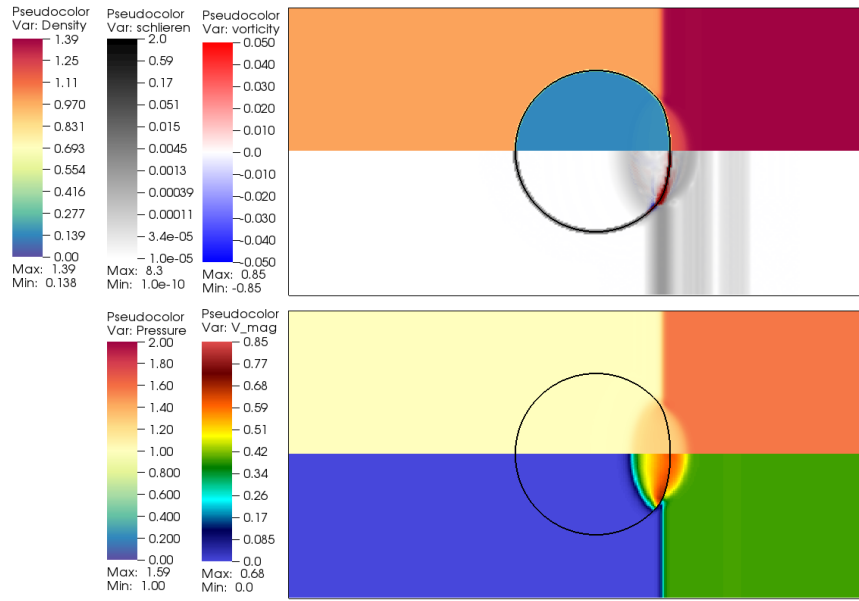 Pseudocolor
Var: Density
1.39
1.25
1.11
0.970
0.831
0.693
0.554
0.416
0.277
0.139
0.00
Max: 1.39
Min: 0.138
Pseudocolor
Var: schlieren
2.0
0.59
0.17
0.051
0.015
0.0045
0.0013
0.00039
0.00011
3.4e-05
1.0e-05
Max: 8.3
Min: 1.0e-10
Pseudocolor
Var: vorticity
0.050
0.040
0.030
0.020
0.010
0.0
-0.010
-0.020
-0.030
-0.040
-0.050
Max: 0.85
Min: -0.85
Pseudocolor
Var: Pressure
2.00
1.80
1.60
1.40
1.20
1.00
0.800
0.600
0.400
0.200
0.00
Max: 1.59
Min: 1.00
Pseudocolor
Var: V_mag
0.85
0.77
0.68
0.59
0.51
0.42
0.34
0.26
0.17
0.085
0.0
Max: 0.68
Min: 0.0